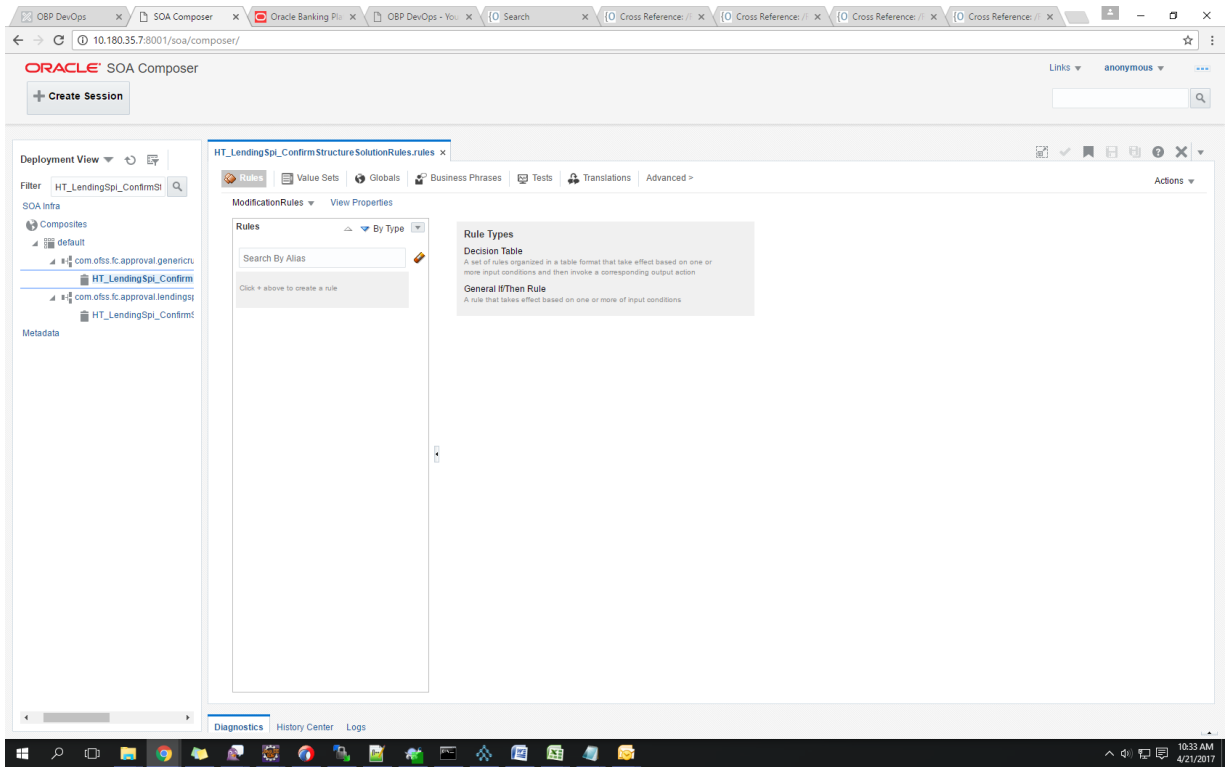 OBP DevOps
SOA Composer
Oracle Banking Pla
OBP DevOps - You
{O Search
{O Cross Reference: /F
{O Cross Reference: /F
{O Cross Reference: /F
{O Cross Reference: /F
10.180.35.7:8001/soa/composer/
ORACLE' SOA Composer
Links
anonymous
Create Session
Deployment View
Filter
HT_LendingSpi_ConfirmSt
SOA Infra
Composites
default
com.ofss.fc.approval.genericru
HT_LendingSpi_Confirm
com.ofss.fc.approval.lendingsp
HT_LendingSpi_ConfirmS
Metadata
HT_LendingSpi_ConfirmStructureSolutionRules.rules
Rules
Value Sets
Globals
Business Phrases
Tests
Translations
Advanced >
Actions
ModificationRules
View Properties
Rules
By Type
Search By Alias
Click + above to create a rule
Rule Types
Decision Table
A set of rules organized in a table format that take effect based on one or
more input conditions and then invoke a corresponding output action
General If/Then Rule
A rule that takes effect based on one or more of input conditions
Diagnostics
History Center
Logs
10:33 AM
4/21/2017